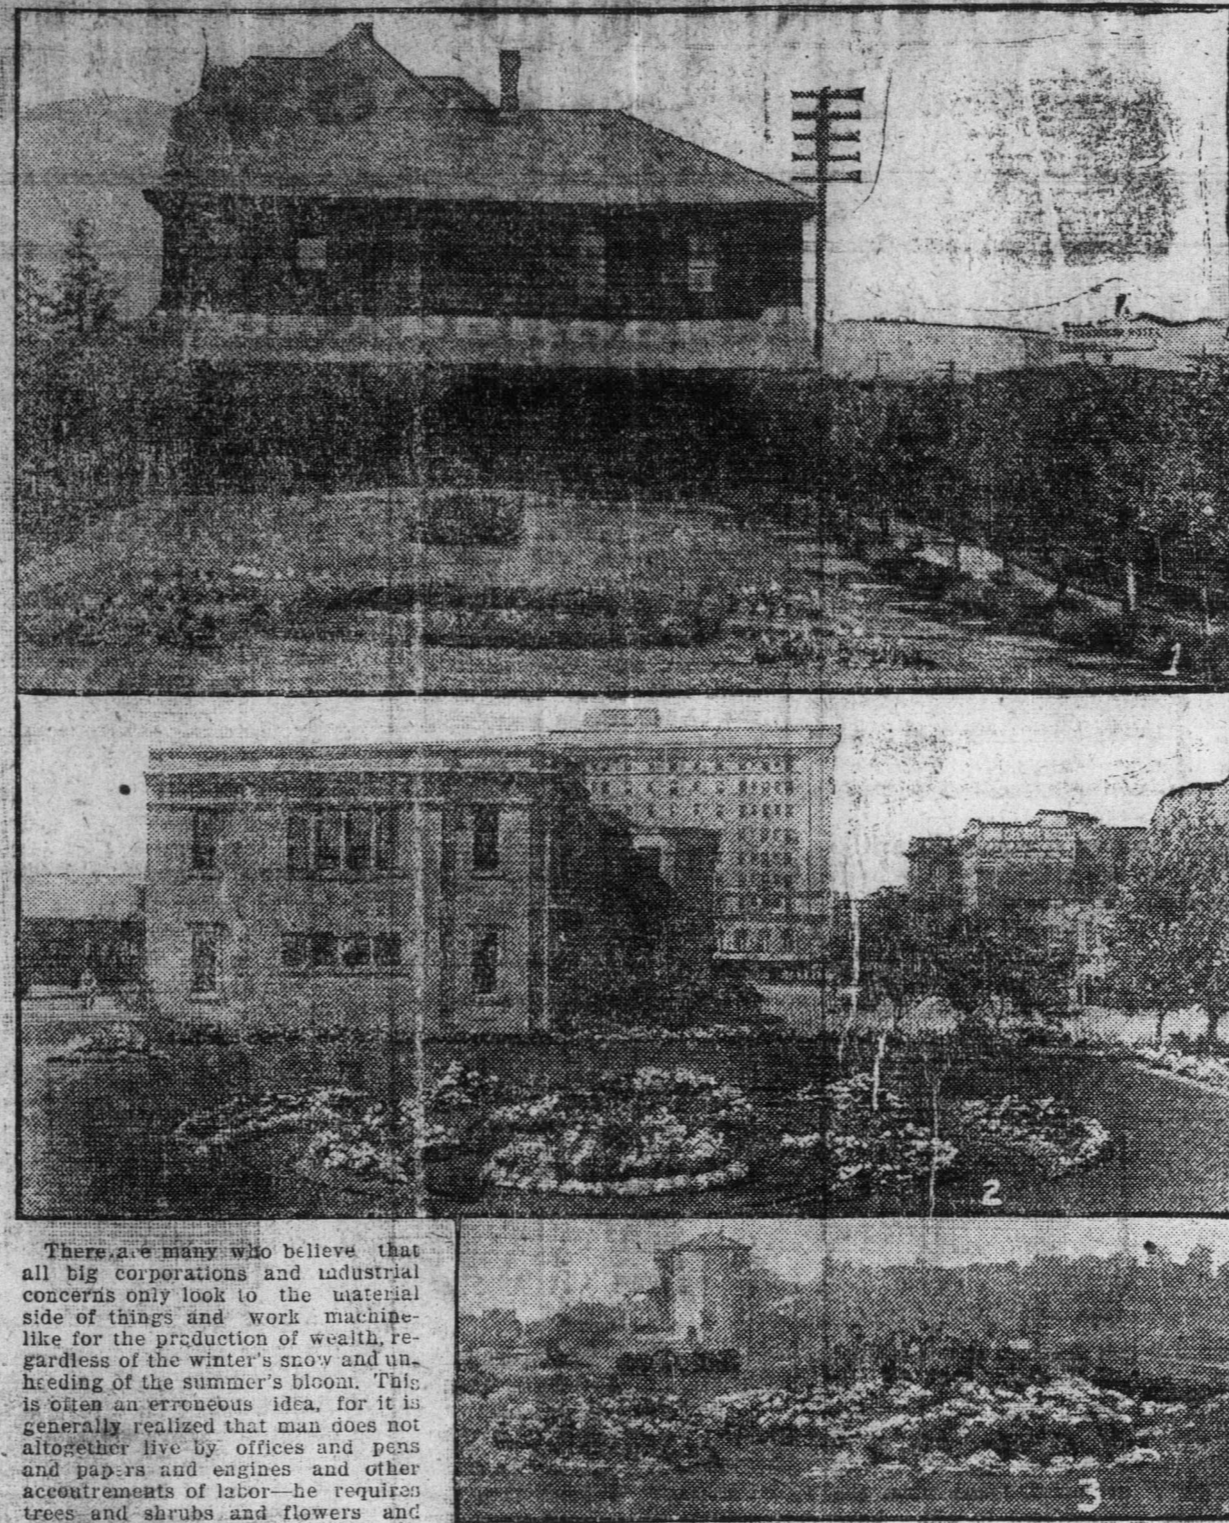 HOTEL
1
2
There are many who believe that
all big corporations and industrial
concerns only look to the material
side of things and work machine-
like for the production of wealth, re-
gardless of the winter's snow and un-
heeding of the summer's bloom. This
is often an erroneous idea, for it is
generally realized that man does not
altogether live by offices and pens
and papers and engines and other
accoutrements of labor—he requires
trees and shrubs and flowers and
3